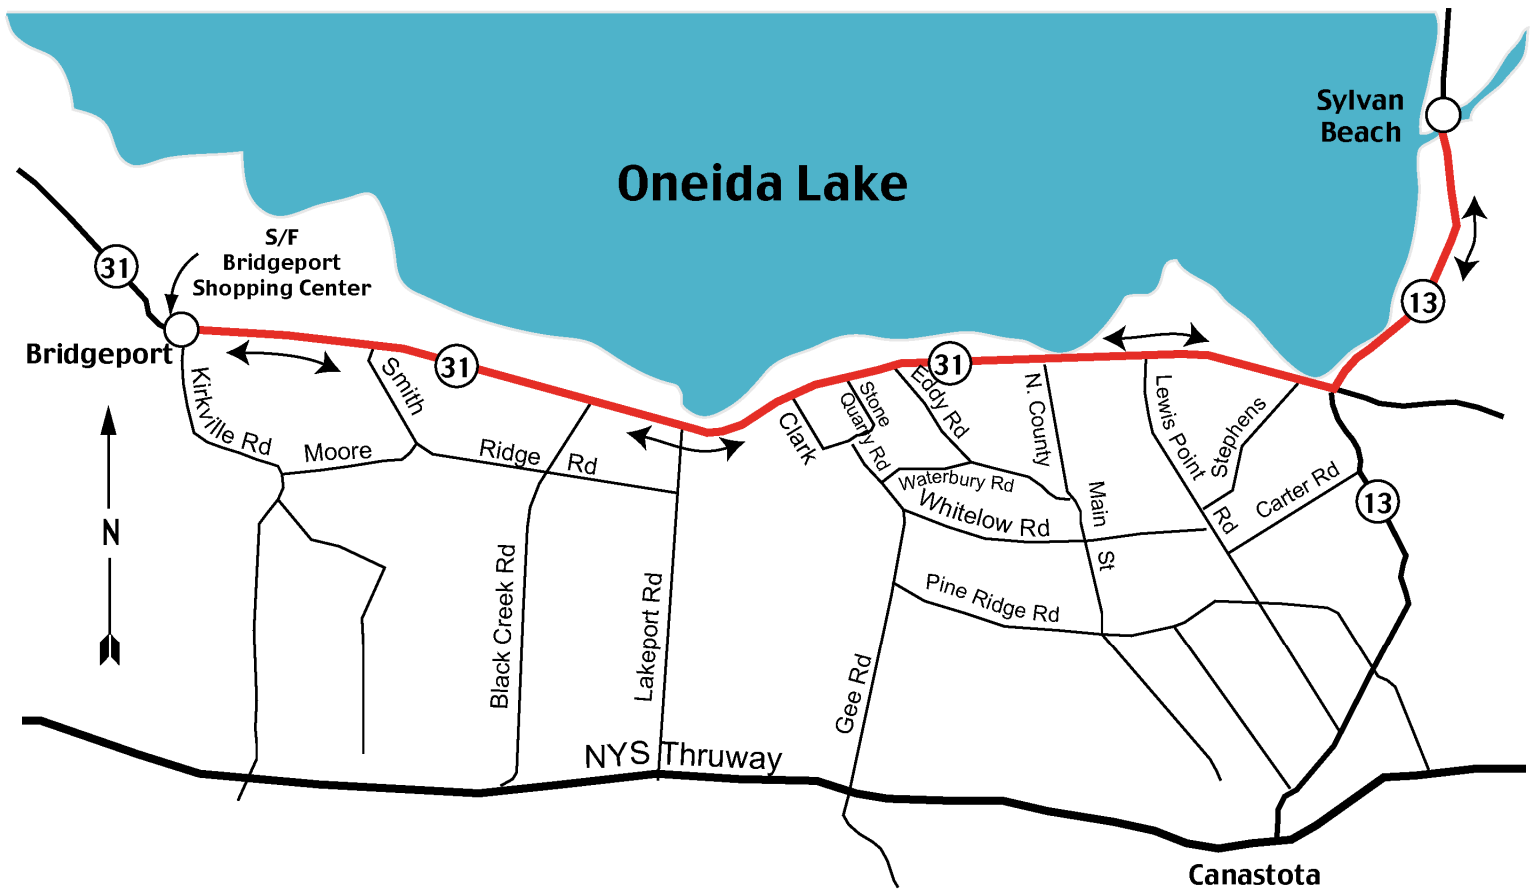 Sylvan
Beach
Oneida Lake
S/F
Bridgeport
Shopping Center
31
13
Bridgeport
31
31
Kirkville Rd
Smith
Moore
Ridge Rd
Clark
Stone
Quarry Rd
Eddy Rd
N. County
Lewis Point
Rd
Stephens
Carter Rd
13
Waterbury Rd
Whitelow Rd
Main
St
N
Pine Ridge Rd
Black Creek Rd
Lakeport Rd
Gee Rd
NYS Thruway
Canastota